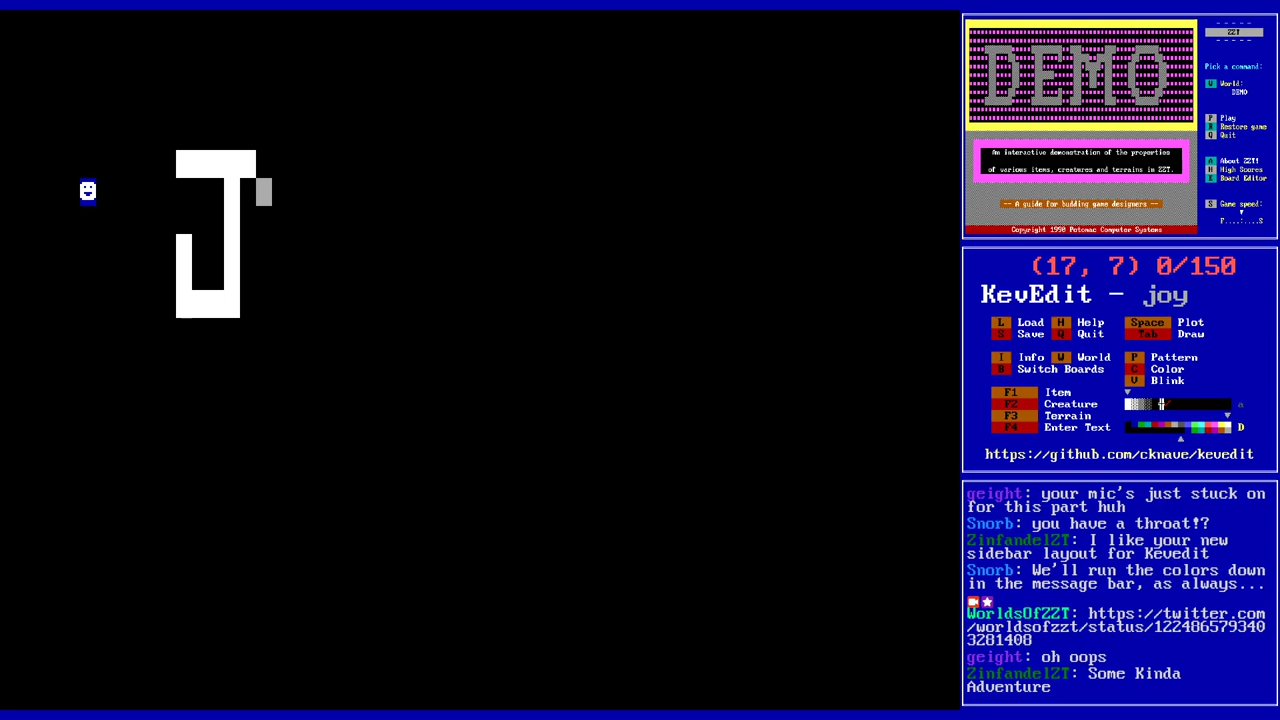 J
DEMO
An interactive demonstration of the properties
of various items, creatures and terrains in ZZT.
-- A guide for budding game designers --
Copyright 1990 Potomac Computer Systems
- - - - -
ZZT
- - - - -
Pick a command:
W World:
DEMO
P Play
R Restore game
Q Quit
A About ZZT!
H High Scores
E Board Editor
S Game speed:
F....:....S
(17, 7) 0/150
KevEdit - joy
L Load H Help Space Plot
S Save Q Quit Tab Draw
I Info W World P Pattern
B Switch Boards C Color
V Blink
F1 Item
F2 Creature
F3 Terrain
F4 Enter Text D
https://github.com/cknave/kevedit
geight: your mic's just stuck on
for this part huh
Snorb: you have a throat!?
ZinfandelZT: I like your new
sidebar layout for Kevedit
Snorb: We'll run the colors down
in the message bar, as always...
WorldsOfZZT: https://twitter.com
/worldsofzzt/status/122486579340
3281408
geight: oh oops
ZinfandelZT: Some Kinda
Adventure